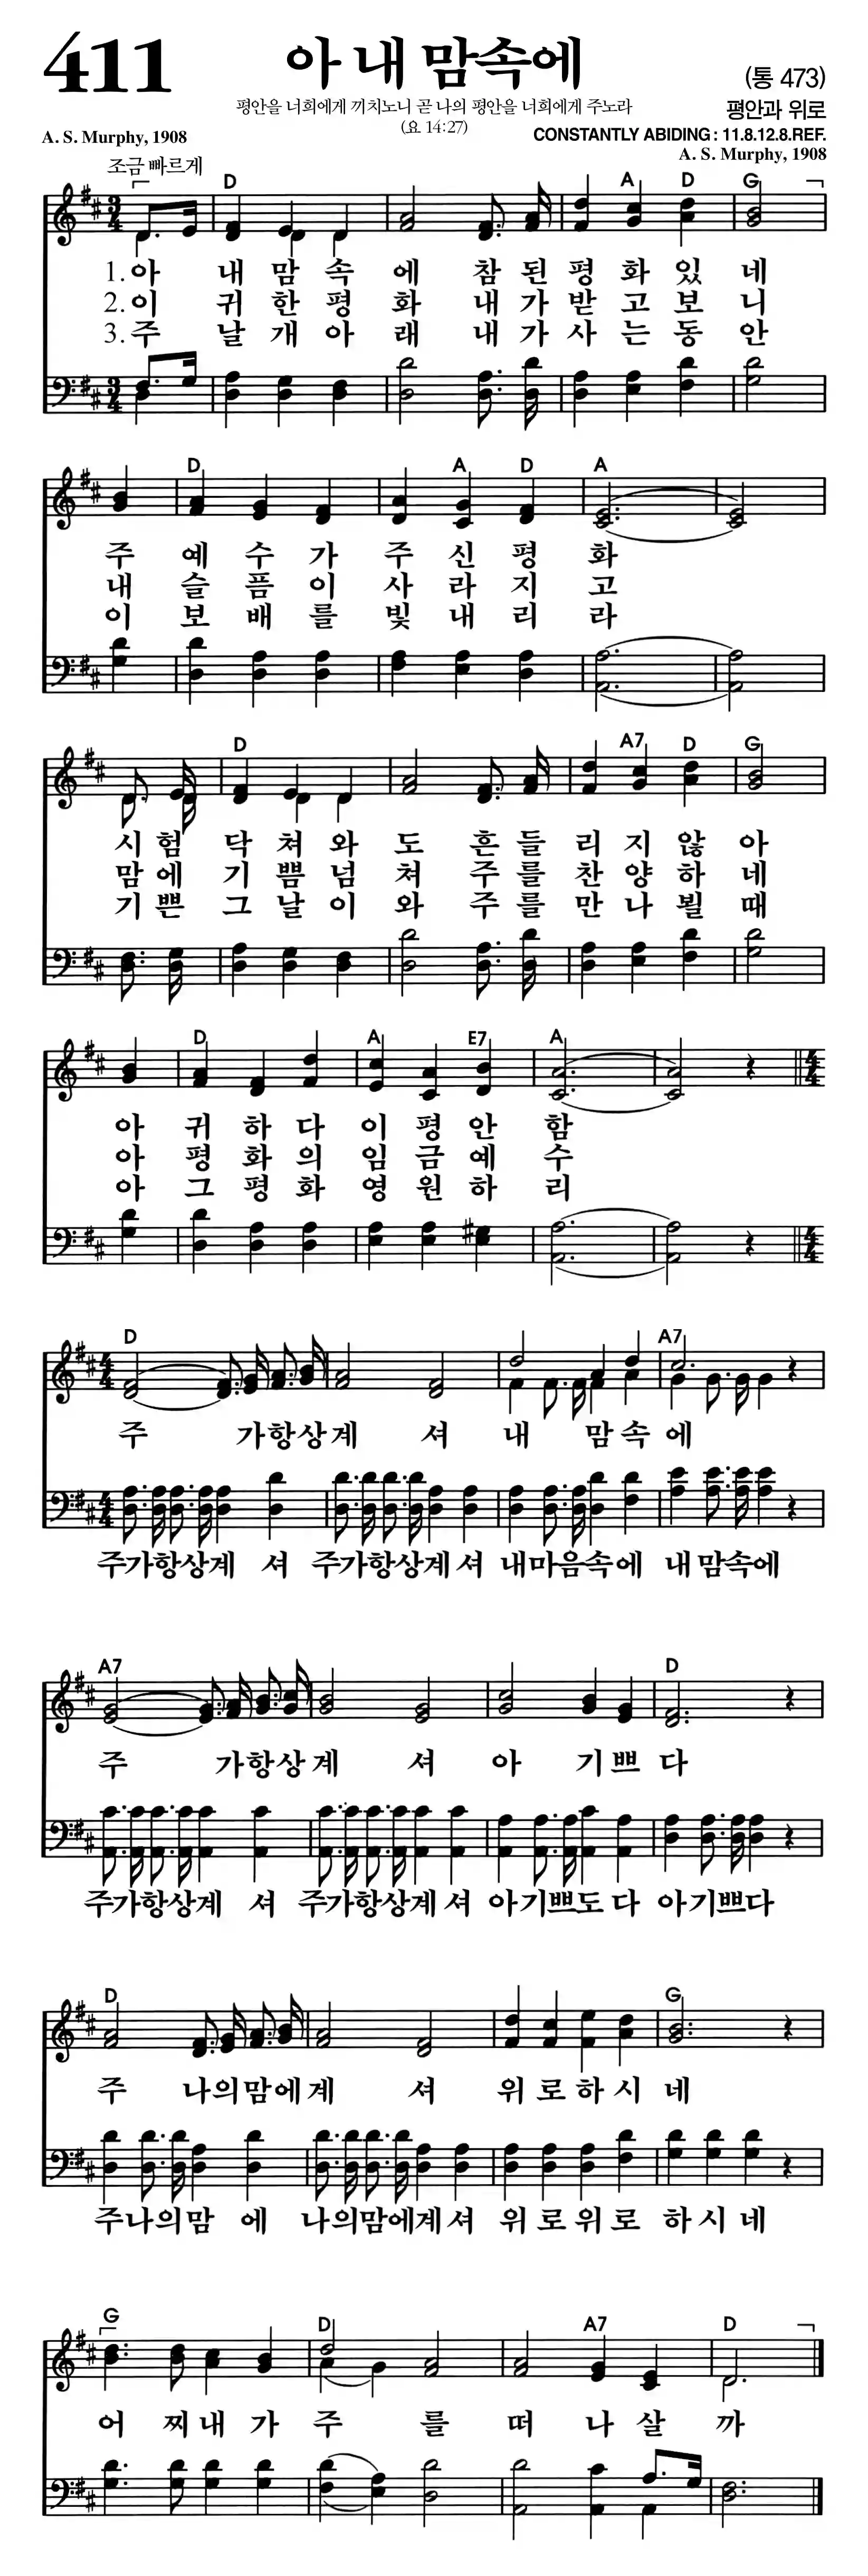 411
아 내 맘속에
(통 473)
평안을 너희에게 끼치노니 곧 나의 평안을 너희에게 주노라
평안과 위로
(요 14:27)
A. S. Murphy, 1908
CONSTANTLY ABIDING : 11.8.12.8.REF.
A. S. Murphy, 1908
조금 빠르게
D A D G
3/4
1. 아 내 맘 속 에 참 된 평 화 있 네
2. 이 귀 한 평 화 내 가 받 고 보 니
3. 주 날 개 아 래 내 가 사 는 동 안
3/4
D A D A
주 예 수 가 주 신 평 화
내 슬 픔 이 사 라 지 고
이 보 배 를 빛 내 리 라
D A7 D G
시 험 닥 쳐 와 도 흔 들 리 지 않 아
맘 에 기 쁨 넘 쳐 주 를 찬 양 하 네
기 쁜 그 날 이 와 주 를 만 나 뵐 때
D A E7 A
4/4
아 귀 하 다 이 평 안 함
아 평 화 의 임 금 예 수
아 그 평 화 영 원 하 리
4/4
D A7
4/4
주 가 항 상 계 셔 내 맘 속 에
4/4
주가항상계 셔 주가항상계 셔 내마음속에 내 맘속에
A7 D
주 가 항 상 계 셔 아 기 쁘 다
주가항상계 셔 주가항상계 셔 아기쁘도 다 아기쁘다
D G
주 나의맘에계 셔 위 로 하 시 네
주나의맘 에 나의맘에계셔 위 로 위 로 하 시 네
G D A7 D
어 찌 내 가 주 를 떠 나 살 까